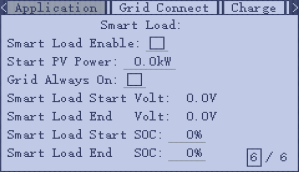 < Application Grid Connect Charge >
Smart Load:
Smart Load Enable:
Start PV Power: 0.0kW
Grid Always On:
Smart Load Start Volt: 0.0V
Smart Load End Volt: 0.0V
Smart Load Start SOC: 0%
Smart Load End SOC: 0%
6 / 6